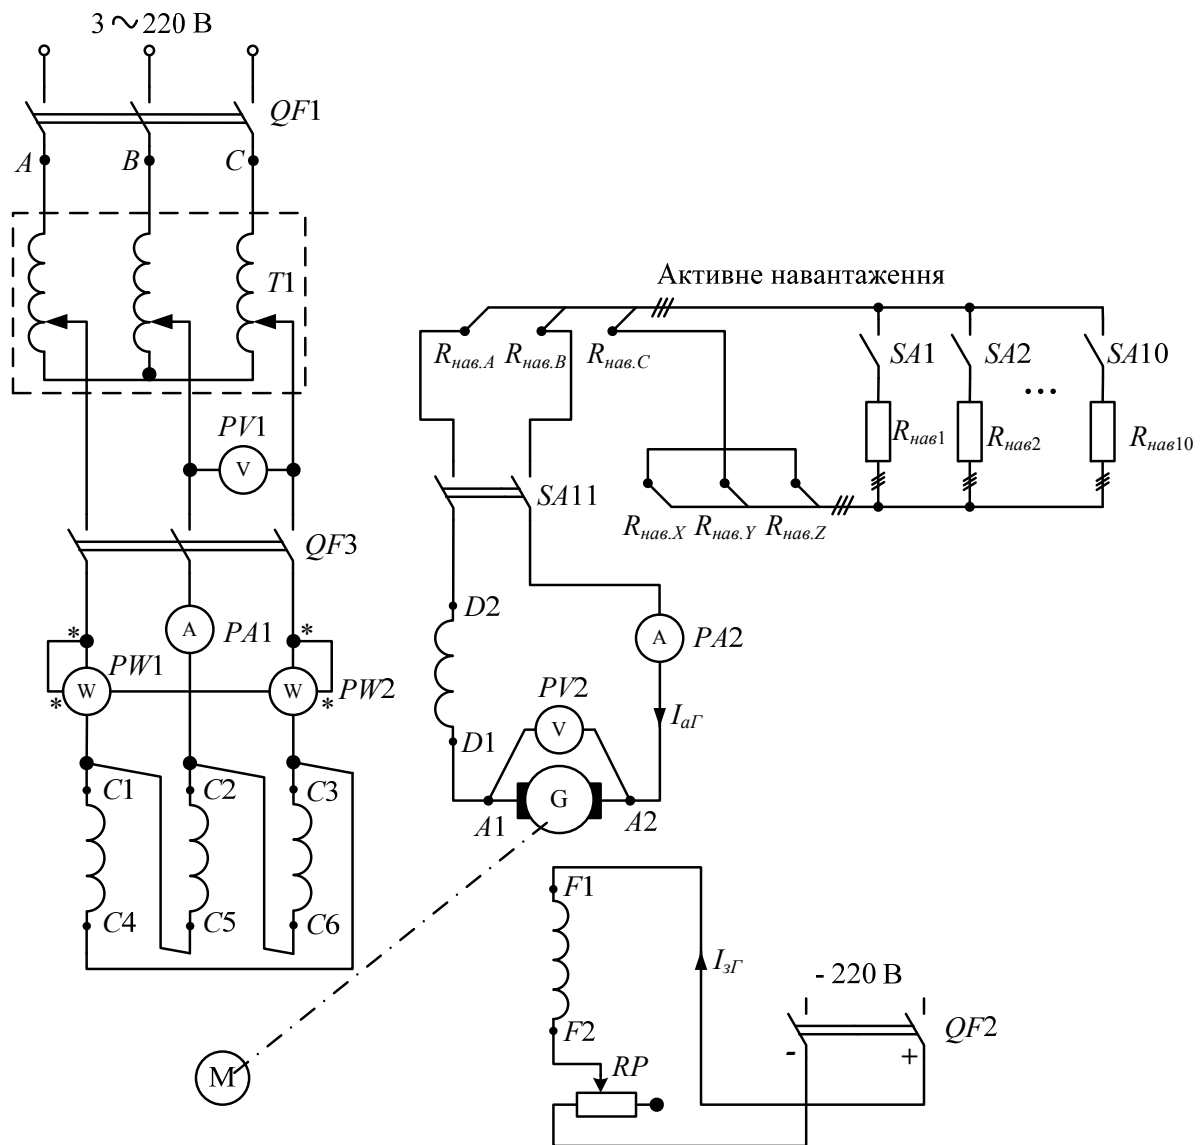 3 ~ 220 В
QF1
A
B
C
T1
Активне навантаження
Rнав.A
Rнав.B
Rнав.C
SA1
SA2
SA10
...
Rнав1
Rнав2
Rнав10
PV1
V
SA11
Rнав.X
Rнав.Y
Rнав.Z
QF3
A
PA1
D2
A
PA2
*
*
PW1
W
*
W
PW2
*
PV2
V
IаГ
D1
C1
C2
C3
G
A1
A2
F1
C4
C5
C6
IзГ
- 220 В
F2
QF2
-
+
RP
M